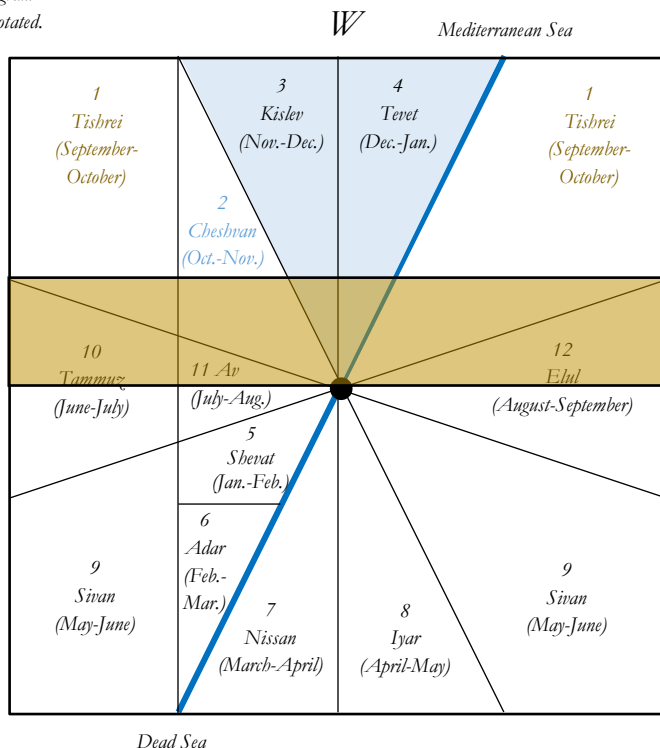 otated.
W
Mediterranean Sea
1
Tishrei
(September-
October)
3
Kislev
(Nov.-Dec.)
4
Tevet
(Dec.-Jan.)
1
Tishrei
(September-
October)
2
Cheshvan
(Oct.-Nov.)
10
Tammuz
(June-July)
11 Av
(July-Aug.)
12
Elul
(August-September)
5
Shevat
(Jan.-Feb.)
6
Adar
(Feb.-
Mar.)
9
Sivan
(May-June)
7
Nissan
(March-April)
8
Iyar
(April-May)
9
Sivan
(May-June)
Dead Sea